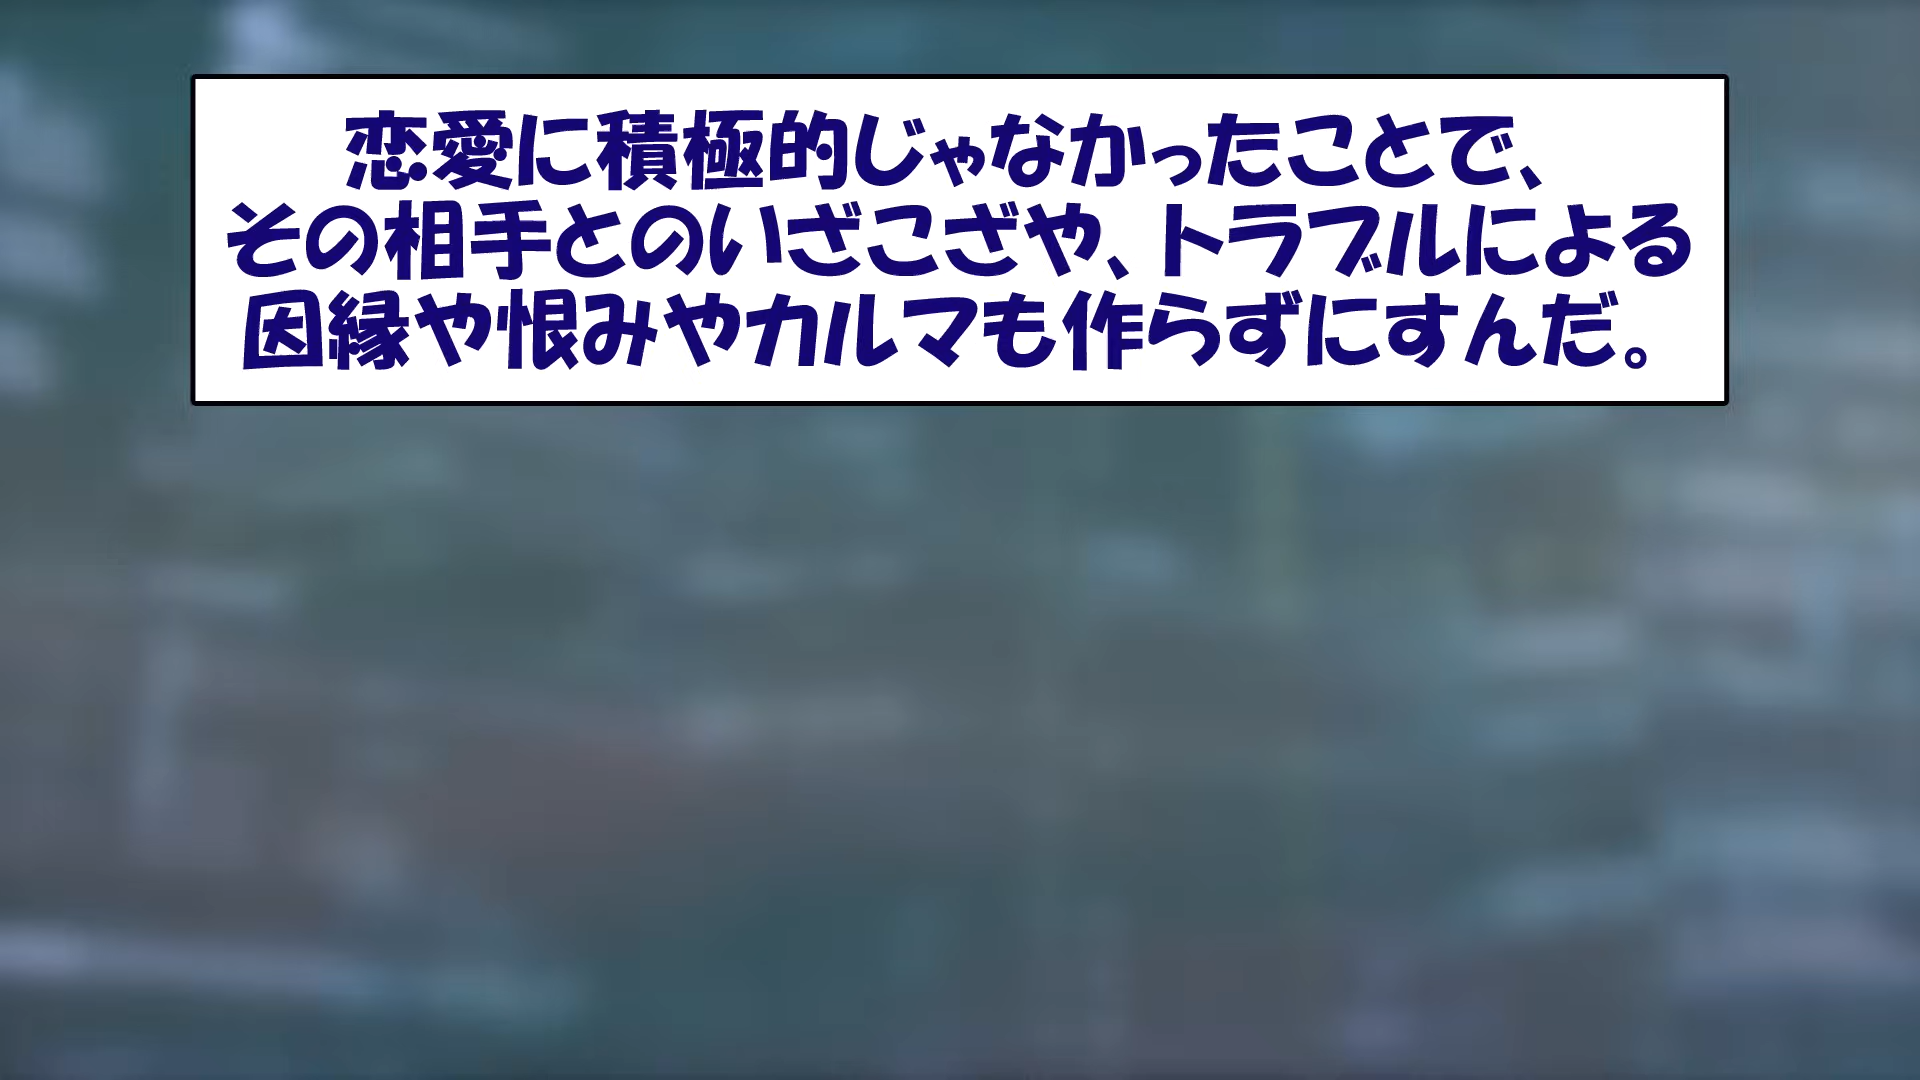 恋愛に積極的じゃなかったことで、
その相手とのいざこざや、トラブルによる
因縁や恨みやカルマも作らずにすんだ。